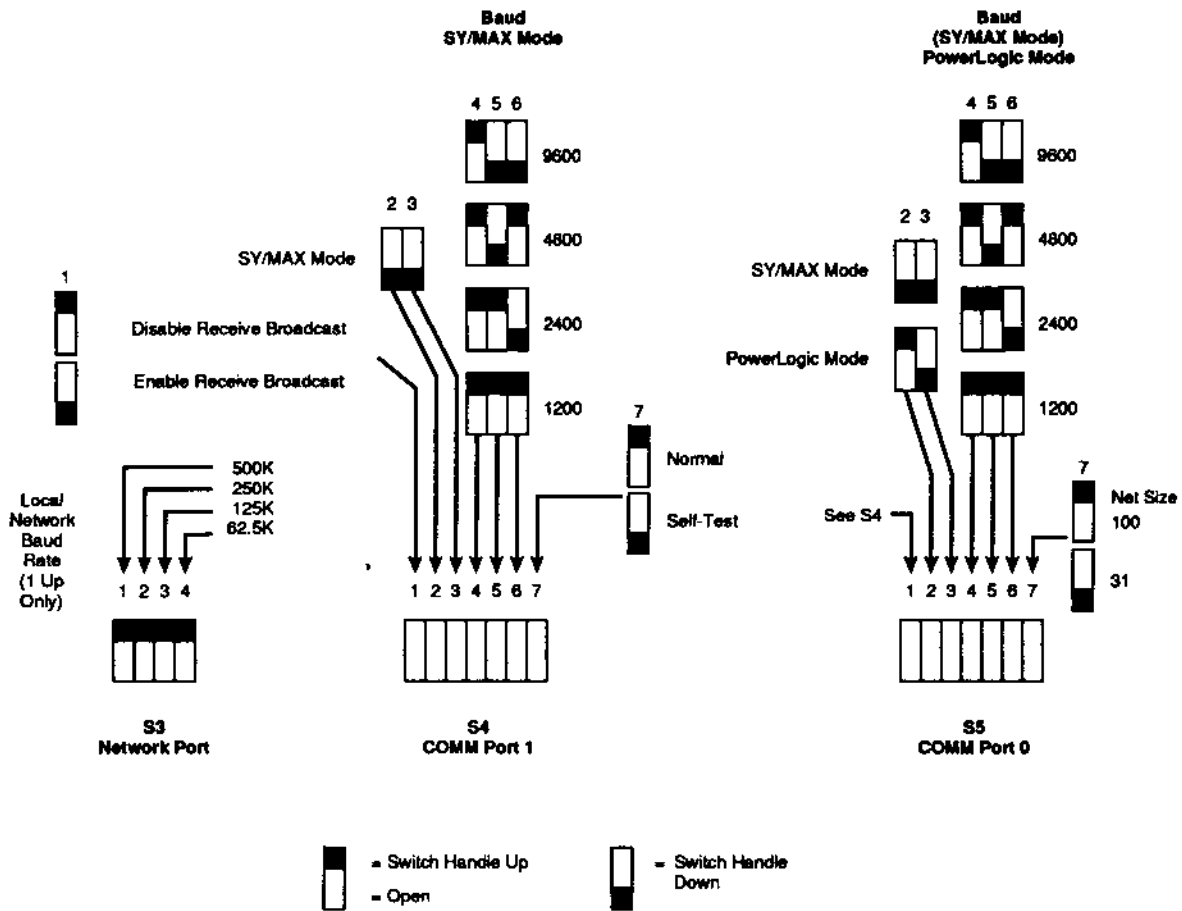 Baud
SY/MAX Mode
Baud
(SY/MAX Mode)
PowerLogic Mode
4 5 6
9600
4800
2400
1200
2 3
SY/MAX Mode
1
Disable Receive Broadcast
Enable Receive Broadcast
7
Normal
Self-Test
4 5 6
9600
4800
2400
1200
2 3
SY/MAX Mode
PowerLogic Mode
See S4
7
Net Size
100
31
500K
250K
125K
62.5K
Local
Network
Baud
Rate
(1 Up
Only)
1 2 3 4
1 2 3 4 5 6 7
1 2 3 4 5 6 7
S3
Network Port
S4
COMM Port 1
S5
COMM Port 0
= Switch Handle Up
= Open
= Switch Handle
Down